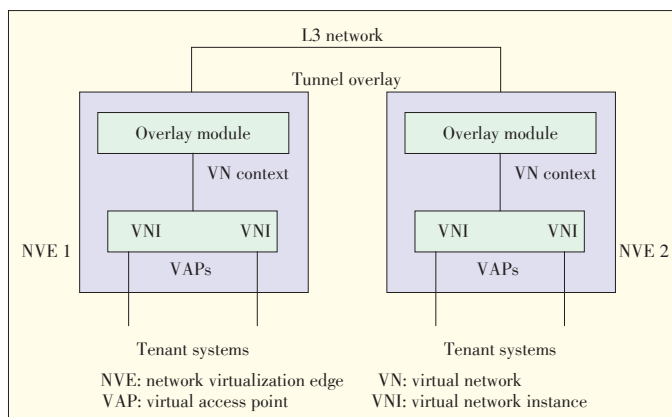 L3 network
Tunnel overlay
Overlay module
Overlay module
VN context
VN context
VNI VNI
VNI VNI
NVE 1
NVE 2
VAPs
VAPs
Tenant systems
Tenant systems
NVE: network virtualization edge
VN: virtual network
VAP: virtual access point
VNI: virtual network instance